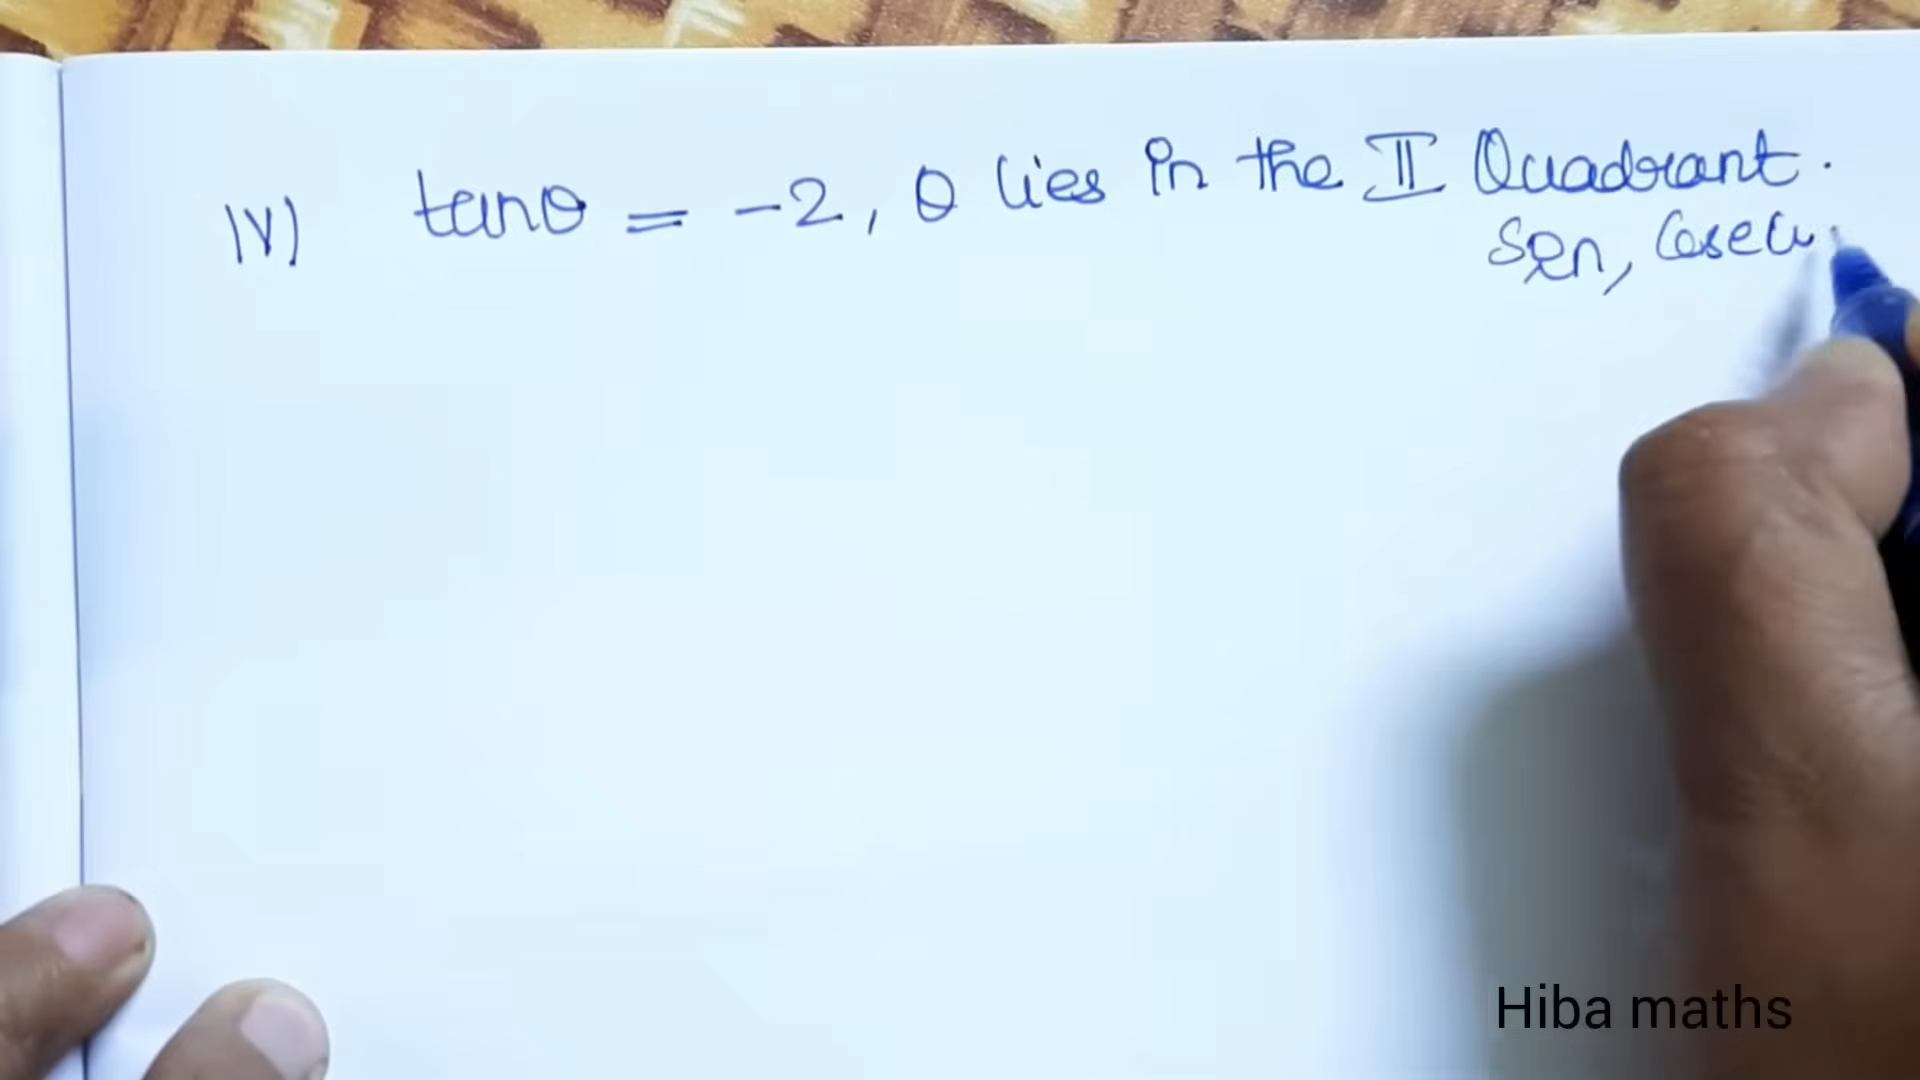 IV) tanθ = -2, θ lies in the II Quadrant.
Sin, Cosec
Hiba maths